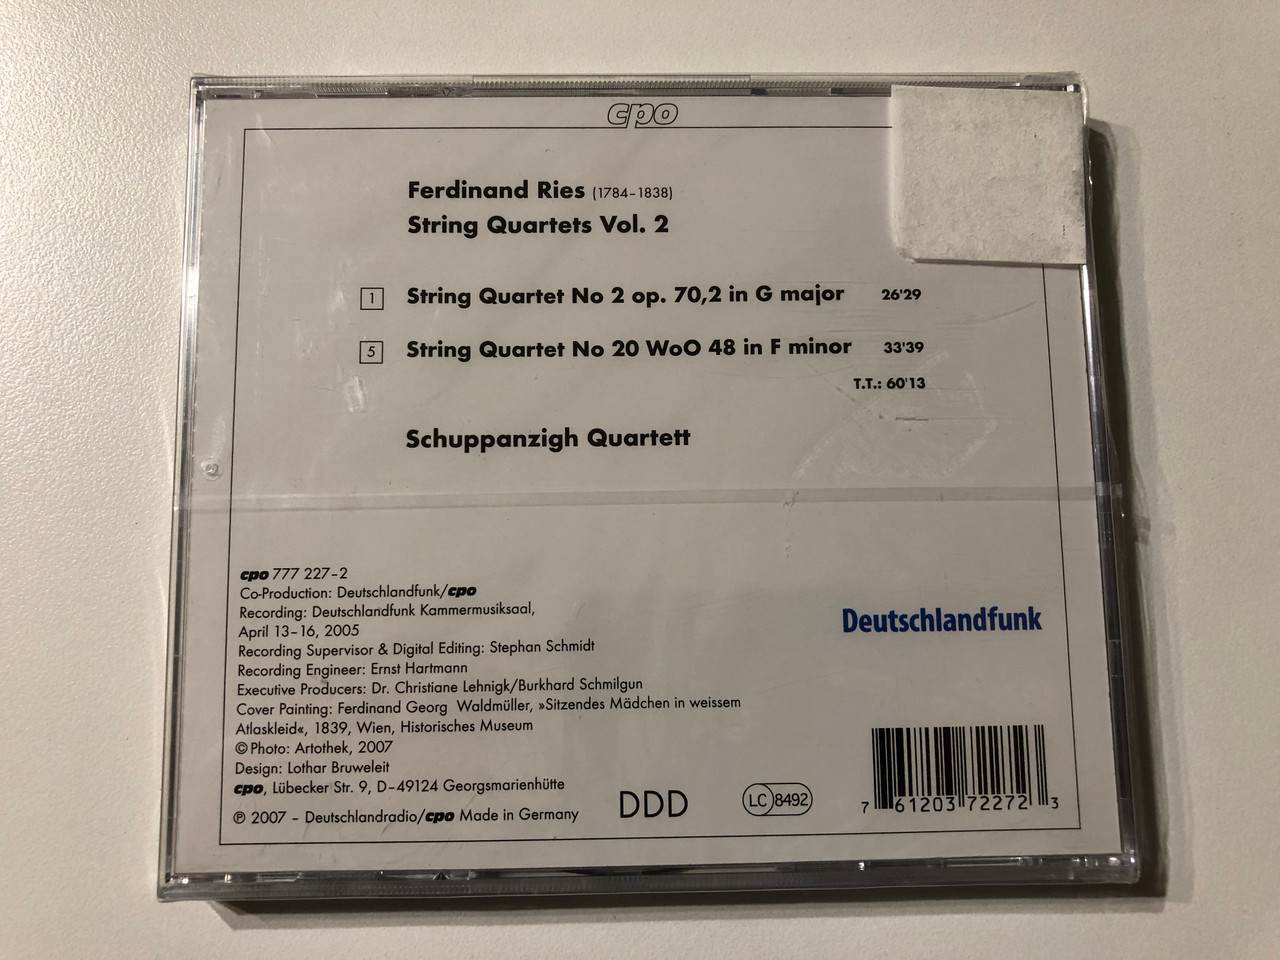 cpo
Ferdinand Ries (1784-1838)
String Quartets Vol. 2
1 String Quartet No 2 op. 70,2 in G major 26'29
5 String Quartet No 20 WoO 48 in F minor 33'39
T.T.: 60'13
Schuppanzigh Quartett
cpo 777 227-2
Co-Production: Deutschlandfunk/cpo
Recording: Deutschlandfunk Kammermusiksaal,
April 13-16, 2005
Recording Supervisor & Digital Editing: Stephan Schmidt
Recording Engineer: Ernst Hartmann
Executive Producers: Dr. Christiane Lehnigk/Burkhard Schmilgun
Cover Painting: Ferdinand Georg Waldmüller, »Sitzendes Mädchen in weissem
Atlaskleid«, 1839, Wien, Historisches Museum
© Photo: Artothek, 2007
Design: Lothar Bruweleit
cpo, Lübecker Str. 9, D-49124 Georgsmarienhütte
℗ 2007 - Deutschlandradio/cpo Made in Germany
DDD
LC 8492
Deutschlandfunk
7 61203 72272 3